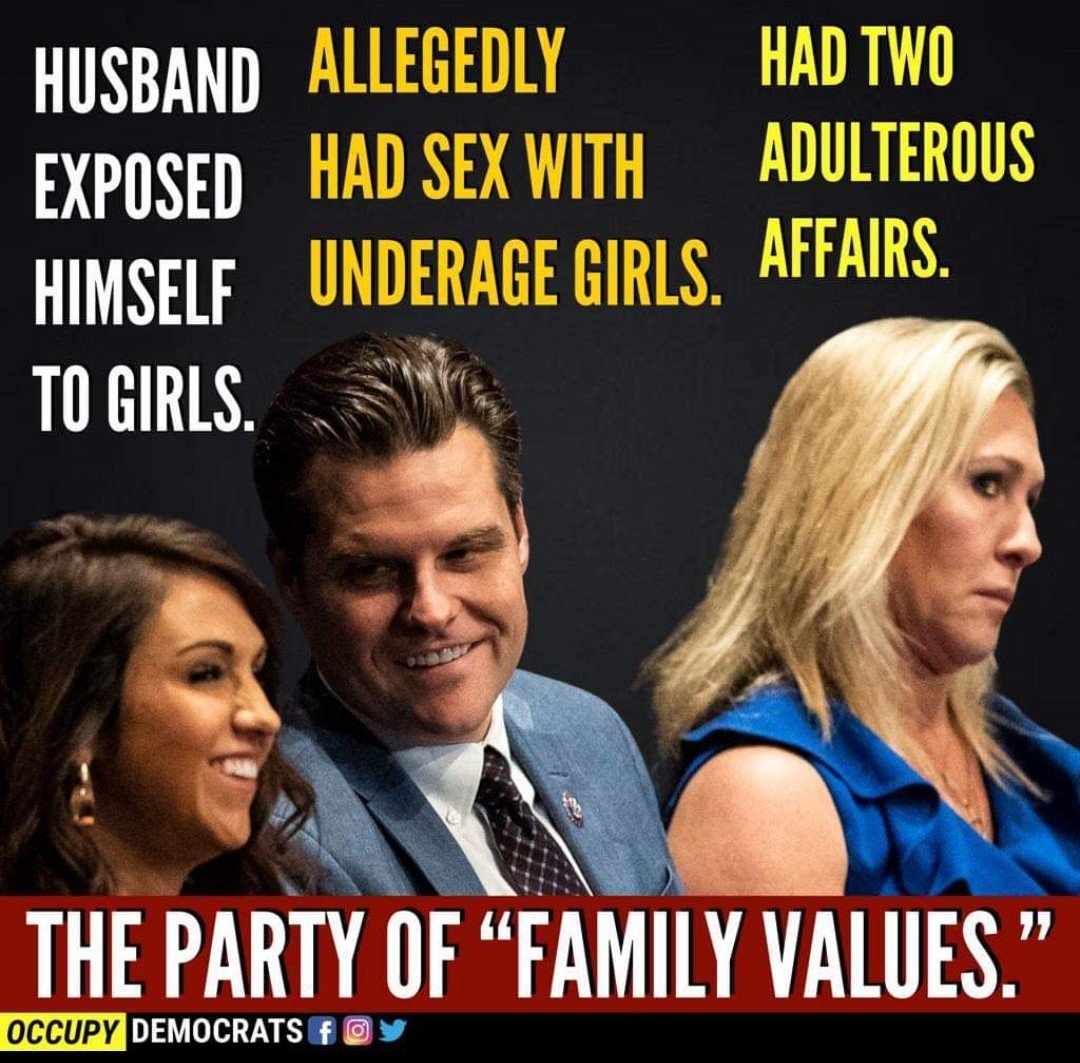 HUSBAND
EXPOSED
HIMSELF
TO GIRLS.
ALLEGEDLY
HAD SEX WITH
UNDERAGE GIRLS.
HAD TWO
ADULTEROUS
AFFAIRS.
THE PARTY OF “FAMILY VALUES.”
OCCUPY DEMOCRATS